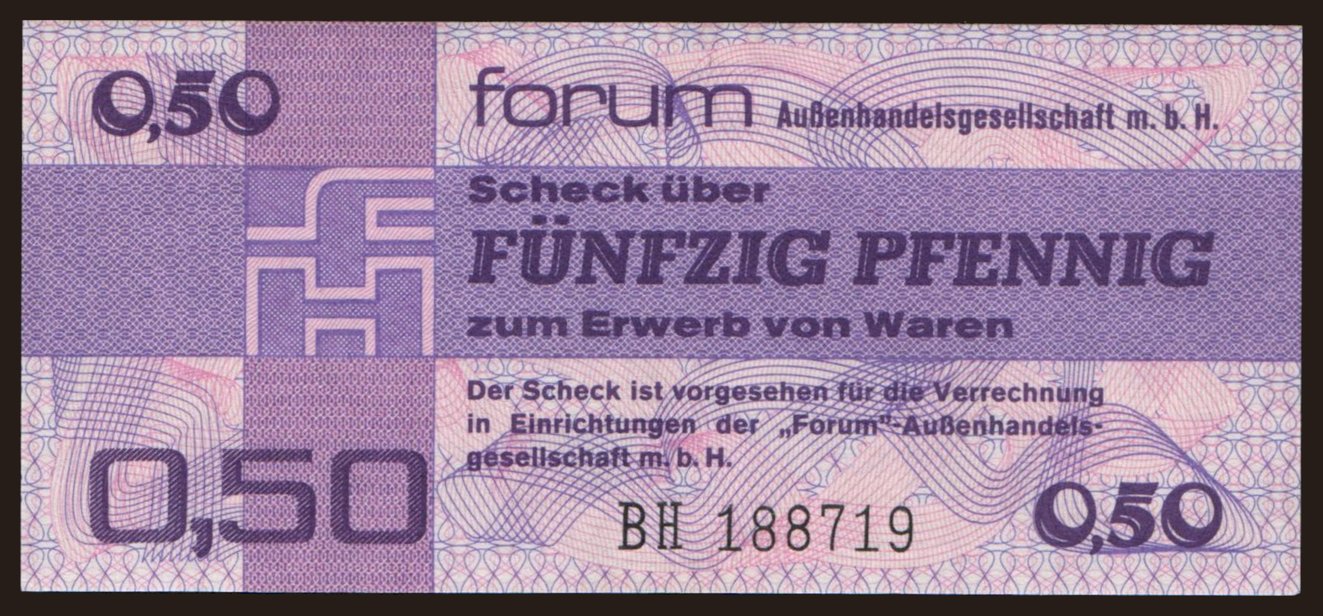 0,50
forum Außenhandelsgesellschaft m. b. H.
Scheck über
FÜNFZIG PFENNIG
zum Erwerb von Waren
Der Scheck ist vorgesehen für die Verrechnung
in Einrichtungen der „Forum"-Außenhandels-
gesellschaft m. b. H.
0,50
BH 188719
0,50